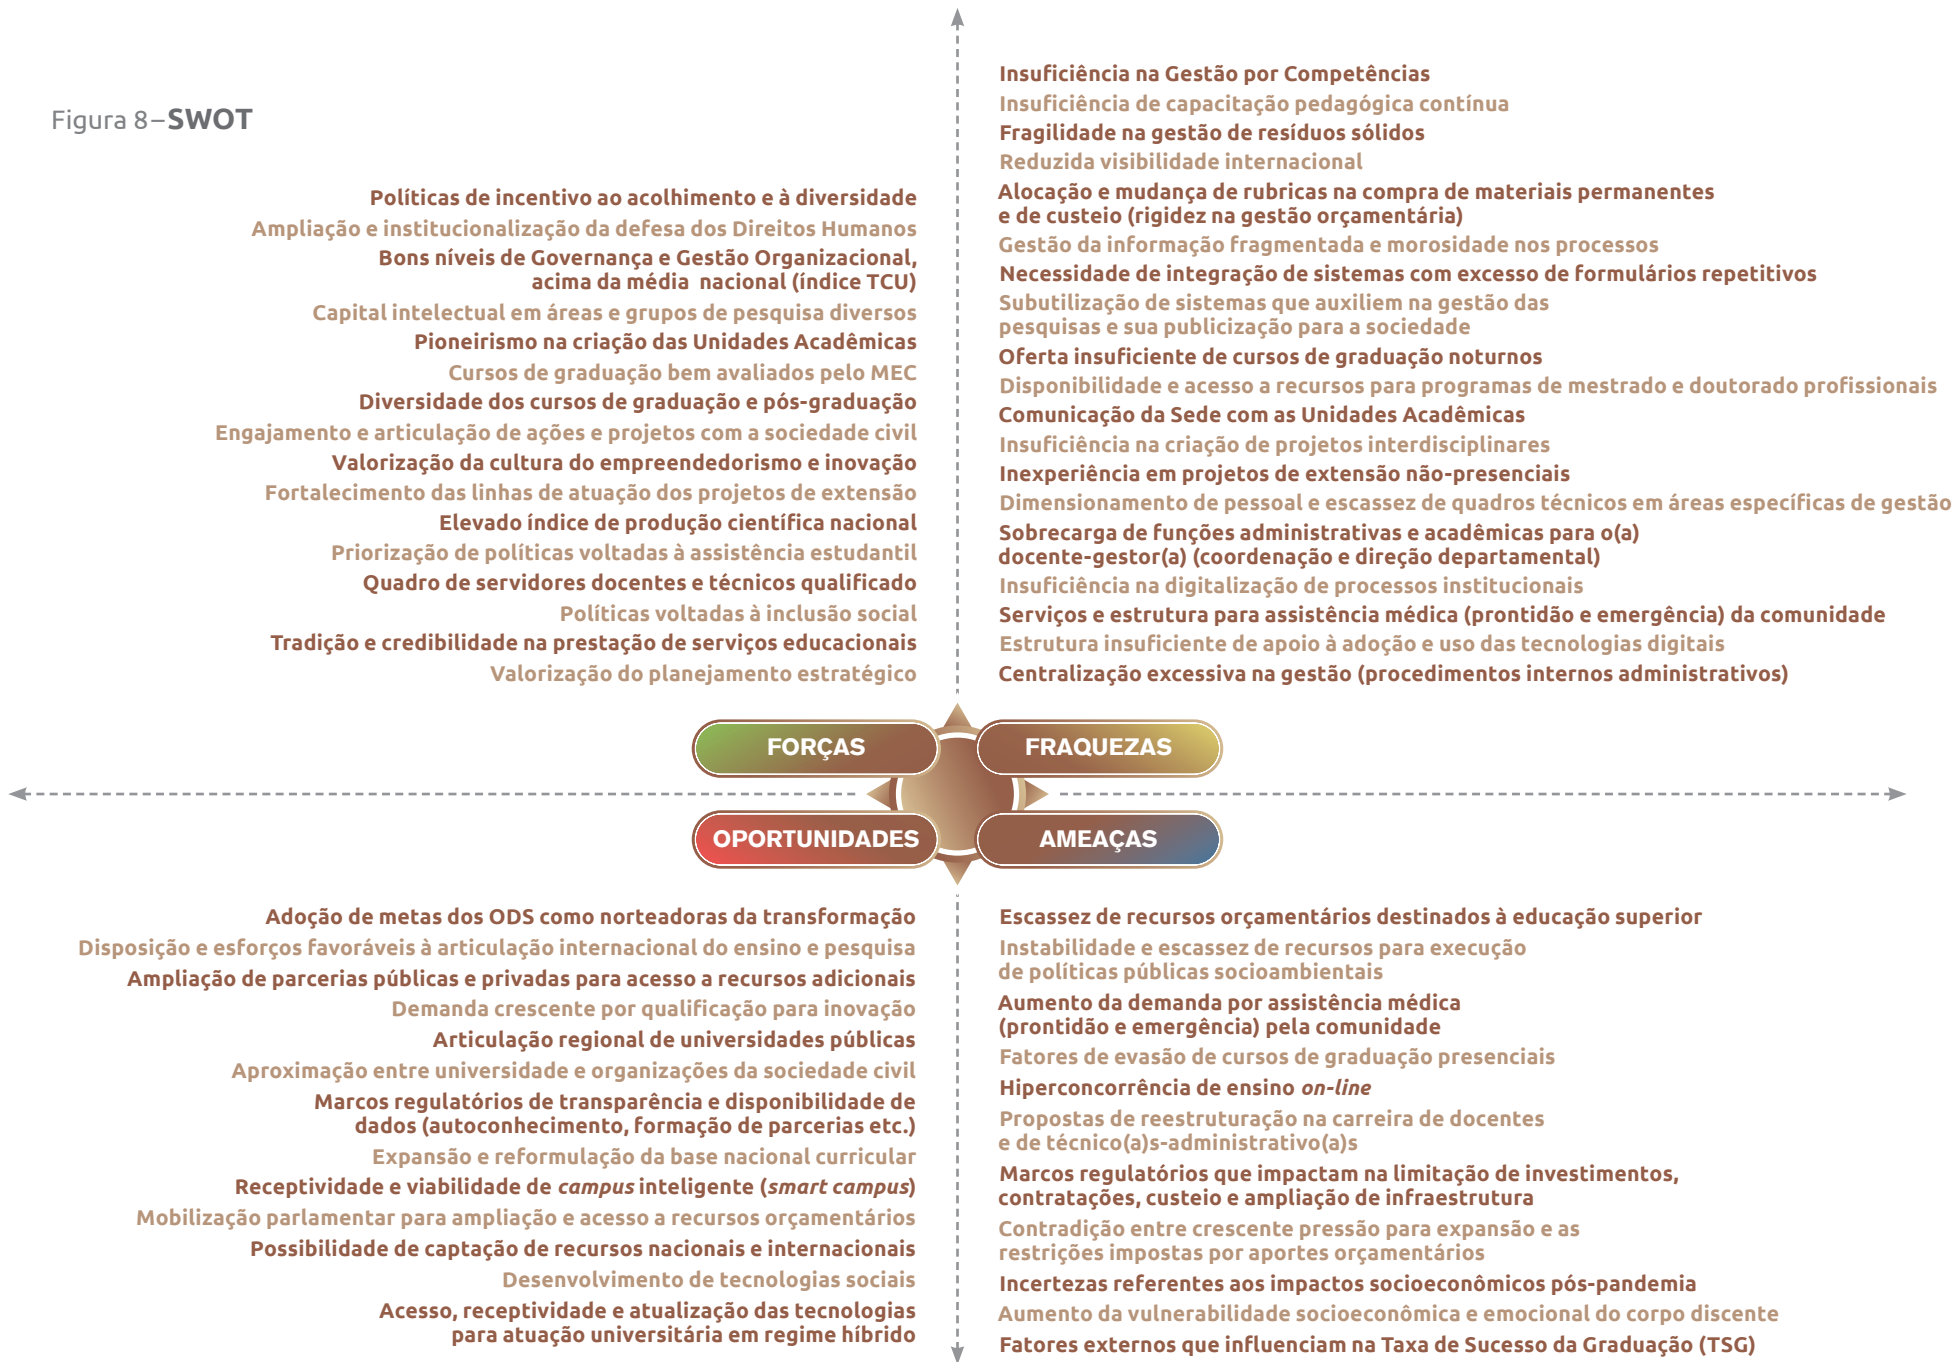 Figura 8–SWOT
Políticas de incentivo ao acolhimento e à diversidade
Ampliação e institucionalização da defesa dos Direitos Humanos
Bons níveis de Governança e Gestão Organizacional,
acima da média nacional (índice TCU)
Capital intelectual em áreas e grupos de pesquisa diversos
Pioneirismo na criação das Unidades Acadêmicas
Cursos de graduação bem avaliados pelo MEC
Diversidade dos cursos de graduação e pós-graduação
Engajamento e articulação de ações e projetos com a sociedade civil
Valorização da cultura do empreendedorismo e inovação
Fortalecimento das linhas de atuação dos projetos de extensão
Elevado índice de produção científica nacional
Priorização de políticas voltadas à assistência estudantil
Quadro de servidores docentes e técnicos qualificado
Políticas voltadas à inclusão social
Tradição e credibilidade na prestação de serviços educacionais
Valorização do planejamento estratégico
Insuficiência na Gestão por Competências
Insuficiência de capacitação pedagógica contínua
Fragilidade na gestão de resíduos sólidos
Reduzida visibilidade internacional
Alocação e mudança de rubricas na compra de materiais permanentes
e de custeio (rigidez na gestão orçamentária)
Gestão da informação fragmentada e morosidade nos processos
Necessidade de integração de sistemas com excesso de formulários repetitivos
Subutilização de sistemas que auxiliem na gestão das
pesquisas e sua publicização para a sociedade
Oferta insuficiente de cursos de graduação noturnos
Disponibilidade e acesso a recursos para programas de mestrado e doutorado profissionais
Comunicação da Sede com as Unidades Acadêmicas
Insuficiência na criação de projetos interdisciplinares
Inexperiência em projetos de extensão não-presenciais
Dimensionamento de pessoal e escassez de quadros técnicos em áreas específicas de gestão
Sobrecarga de funções administrativas e acadêmicas para o(a)
docente-gestor(a) (coordenação e direção departamental)
Insuficiência na digitalização de processos institucionais
Serviços e estrutura para assistência médica (prontidão e emergência) da comunidade
Estrutura insuficiente de apoio à adoção e uso das tecnologias digitais
Centralização excessiva na gestão (procedimentos internos administrativos)
FORÇAS
FRAQUEZAS
OPORTUNIDADES
AMEAÇAS
Adoção de metas dos ODS como norteadoras da transformação
Disposição e esforços favoráveis à articulação internacional do ensino e pesquisa
Ampliação de parcerias públicas e privadas para acesso a recursos adicionais
Demanda crescente por qualificação para inovação
Articulação regional de universidades públicas
Aproximação entre universidade e organizações da sociedade civil
Marcos regulatórios de transparência e disponibilidade de
dados (autoconhecimento, formação de parcerias etc.)
Expansão e reformulação da base nacional curricular
Receptividade e viabilidade de campus inteligente (smart campus)
Mobilização parlamentar para ampliação e acesso a recursos orçamentários
Possibilidade de captação de recursos nacionais e internacionais
Desenvolvimento de tecnologias sociais
Acesso, receptividade e atualização das tecnologias
para atuação universitária em regime híbrido
Escassez de recursos orçamentários destinados à educação superior
Instabilidade e escassez de recursos para execução
de políticas públicas socioambientais
Aumento da demanda por assistência médica
(prontidão e emergência) pela comunidade
Fatores de evasão de cursos de graduação presenciais
Hiperconcorrência de ensino on-line
Propostas de reestruturação na carreira de docentes
e de técnico(a)s-administrativo(a)s
Marcos regulatórios que impactam na limitação de investimentos,
contratações, custeio e ampliação de infraestrutura
Contradição entre crescente pressão para expansão e as
restrições impostas por aportes orçamentários
Incertezas referentes aos impactos socioeconômicos pós-pandemia
Aumento da vulnerabilidade socioeconômica e emocional do corpo discente
Fatores externos que influenciam na Taxa de Sucesso da Graduação (TSG)